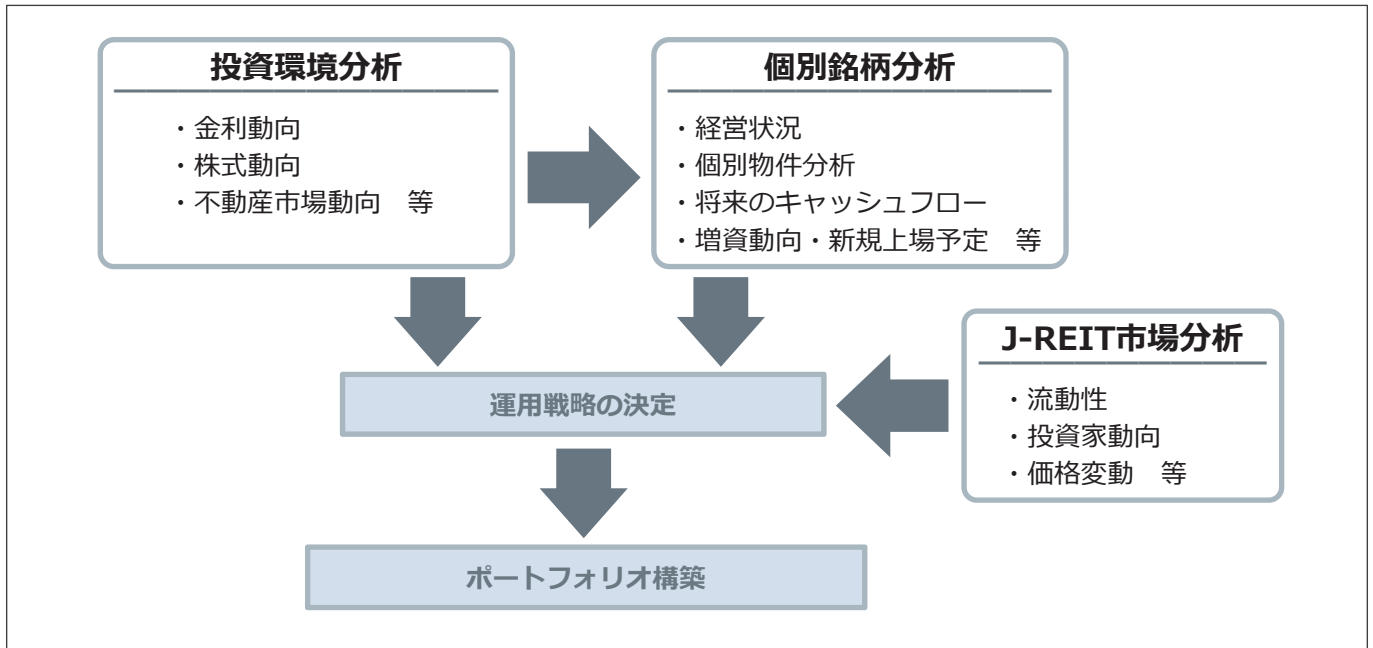 投資環境分析
・金利動向
・株式動向
・不動産市場動向　等
個別銘柄分析
・経営状況
・個別物件分析
・将来のキャッシュフロー
・増資動向・新規上場予定　等
J-REIT市場分析
・流動性
・投資家動向
・価格変動　等
運用戦略の決定
ポートフォリオ構築